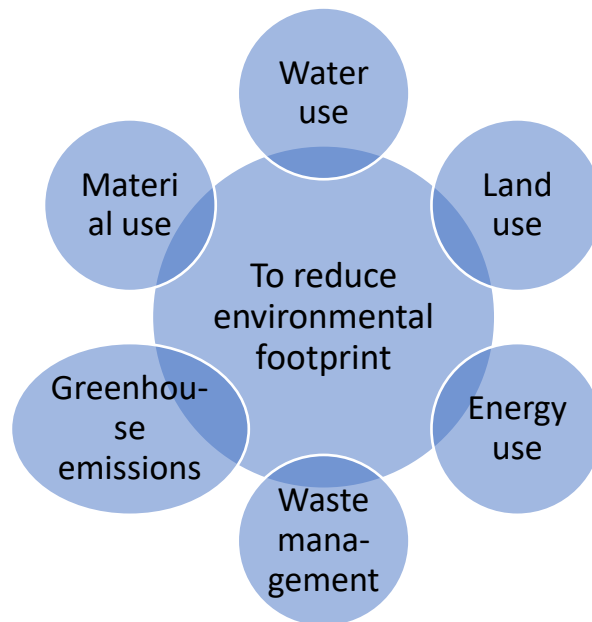 Water
use
Materi
al use
Land
use
To reduce
environmental
footprint
Greenhou-
se
emissions
Energy
use
Waste
mana-
gement